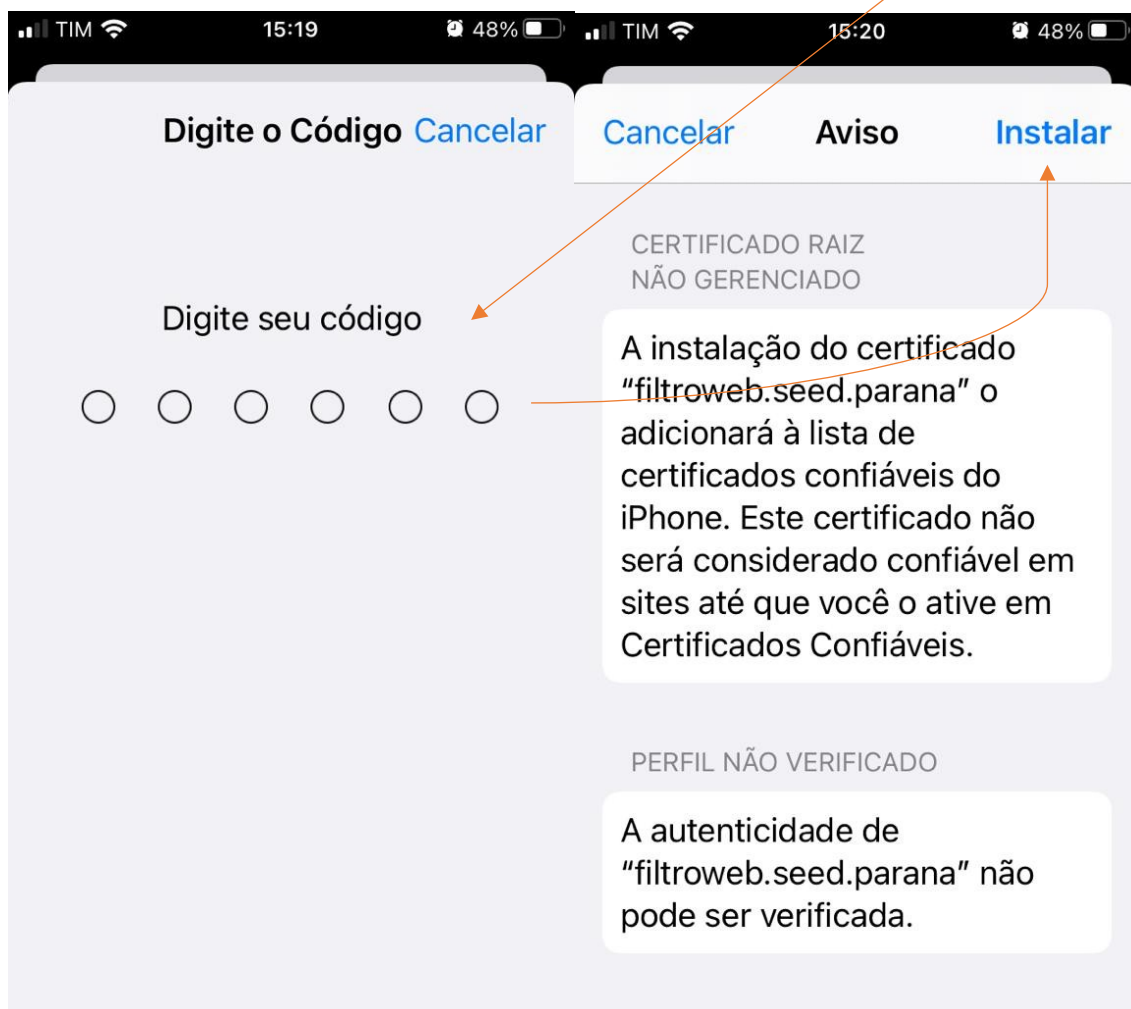 TIM 15:19 48%
Digite o Código Cancelar
Digite seu código
TIM 15:20 48%
Cancelar Aviso Instalar
CERTIFICADO RAIZ
NÃO GERENCIADO
A instalação do certificado
“filtroweb.seed.parana” o
adicionará à lista de
certificados confiáveis do
iPhone. Este certificado não
será considerado confiável em
sites até que você o ative em
Certificados Confiáveis.
PERFIL NÃO VERIFICADO
A autenticidade de
“filtroweb.seed.parana” não
pode ser verificada.